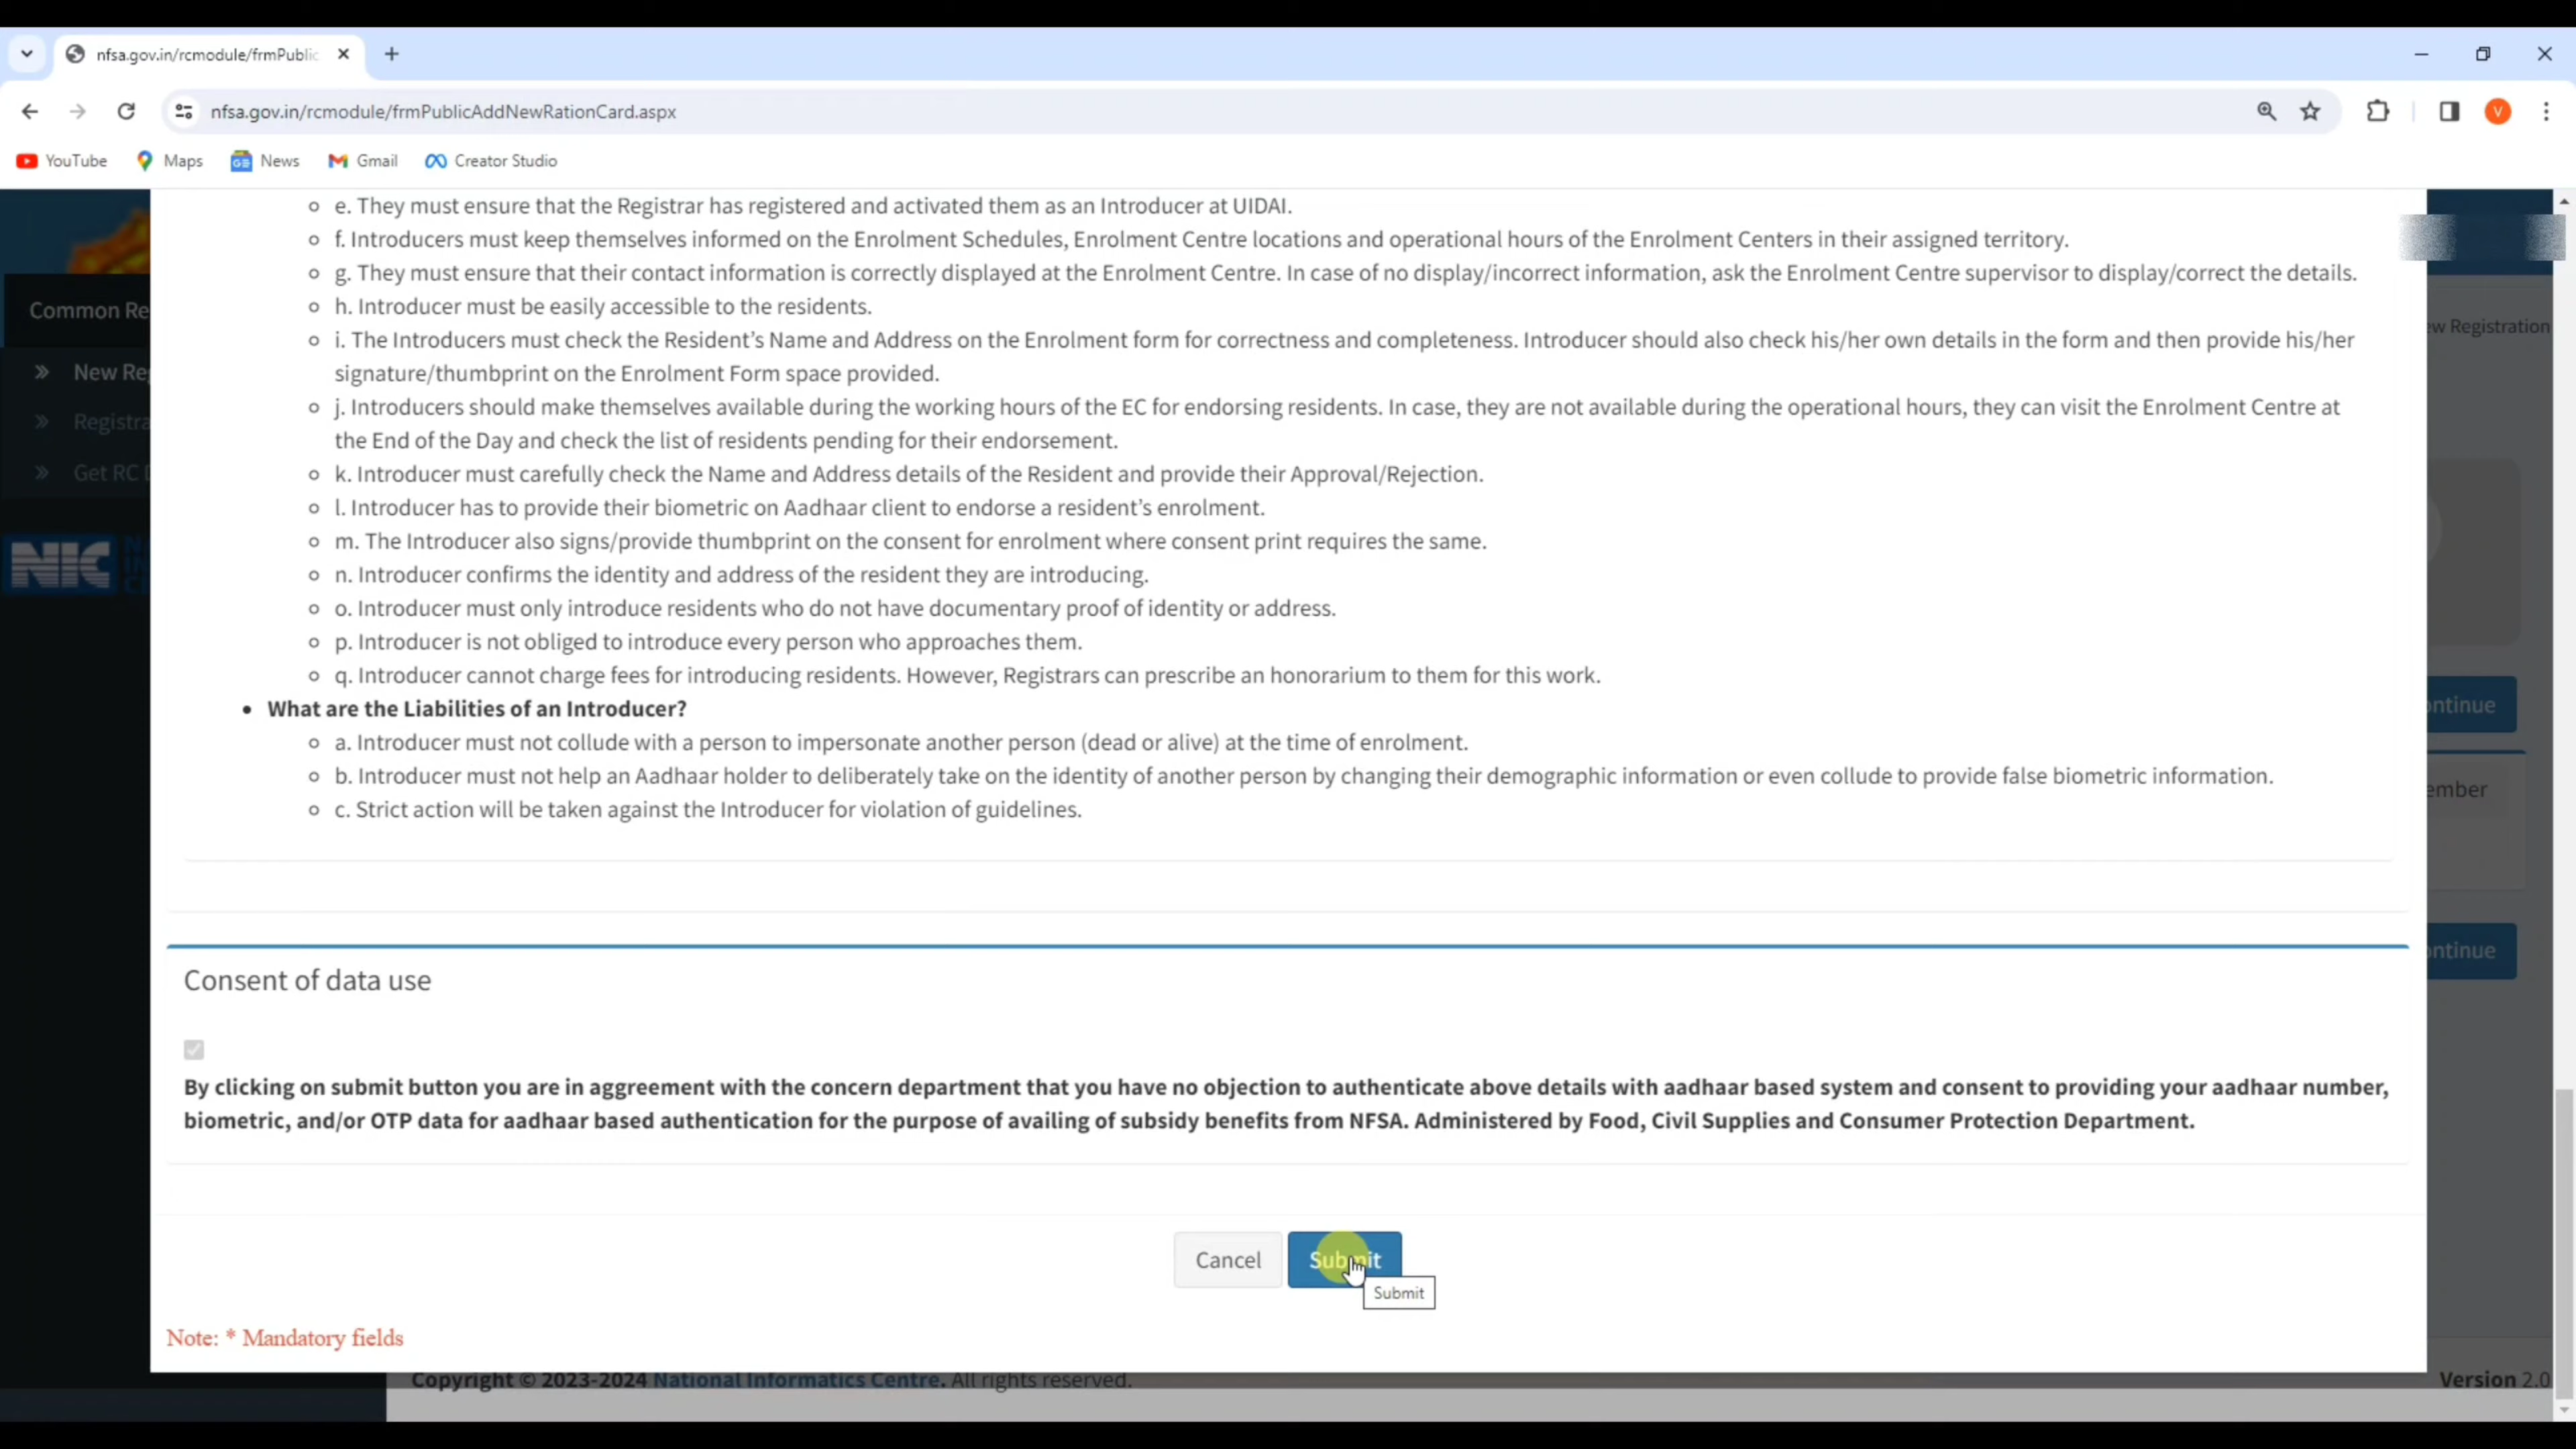 nfsa.gov.in/rcmodule/frmPublic
nfsa.gov.in/rcmodule/frmPublicAddNewRationCard.aspx
V
YouTube Maps News Gmail Creator Studio
e. They must ensure that the Registrar has registered and activated them as an Introducer at UIDAI.
f. Introducers must keep themselves informed on the Enrolment Schedules, Enrolment Centre locations and operational hours of the Enrolment Centers in their assigned territory.
g. They must ensure that their contact information is correctly displayed at the Enrolment Centre. In case of no display/incorrect information, ask the Enrolment Centre supervisor to display/correct the details.
Common Re
h. Introducer must be easily accessible to the residents.
ew Registration
i. The Introducers must check the Resident's Name and Address on the Enrolment form for correctness and completeness. Introducer should also check his/her own details in the form and then provide his/her
New Reg
signature/thumbprint on the Enrolment Form space provided.
j. Introducers should make themselves available during the working hours of the EC for endorsing residents. In case, they are not available during the operational hours, they can visit the Enrolment Centre at
Registra
the End of the Day and check the list of residents pending for their endorsement.
Get RC
k. Introducer must carefully check the Name and Address details of the Resident and provide their Approval/Rejection.
l. Introducer has to provide their biometric on Aadhaar client to endorse a resident's enrolment.
m. The Introducer also signs/provide thumbprint on the consent for enrolment where consent print requires the same.
NIC
n. Introducer confirms the identity and address of the resident they are introducing.
o. Introducer must only introduce residents who do not have documentary proof of identity or address.
p. Introducer is not obliged to introduce every person who approaches them.
q. Introducer cannot charge fees for introducing residents. However, Registrars can prescribe an honorarium to them for this work.
What are the Liabilities of an Introducer?
ontinue
a. Introducer must not collude with a person to impersonate another person (dead or alive) at the time of enrolment.
b. Introducer must not help an Aadhaar holder to deliberately take on the identity of another person by changing their demographic information or even collude to provide false biometric information.
ember
c. Strict action will be taken against the Introducer for violation of guidelines.
ontinue
Consent of data use
By clicking on submit button you are in aggreement with the concern department that you have no objection to authenticate above details with aadhaar based system and consent to providing your aadhaar number,
biometric, and/or OTP data for aadhaar based authentication for the purpose of availing of subsidy benefits from NFSA. Administered by Food, Civil Supplies and Consumer Protection Department.
Cancel Submit
Submit
Note: * Mandatory fields
Copyright © 2023-2024 National Informatics Centre. All rights reserved.
Version 2.0